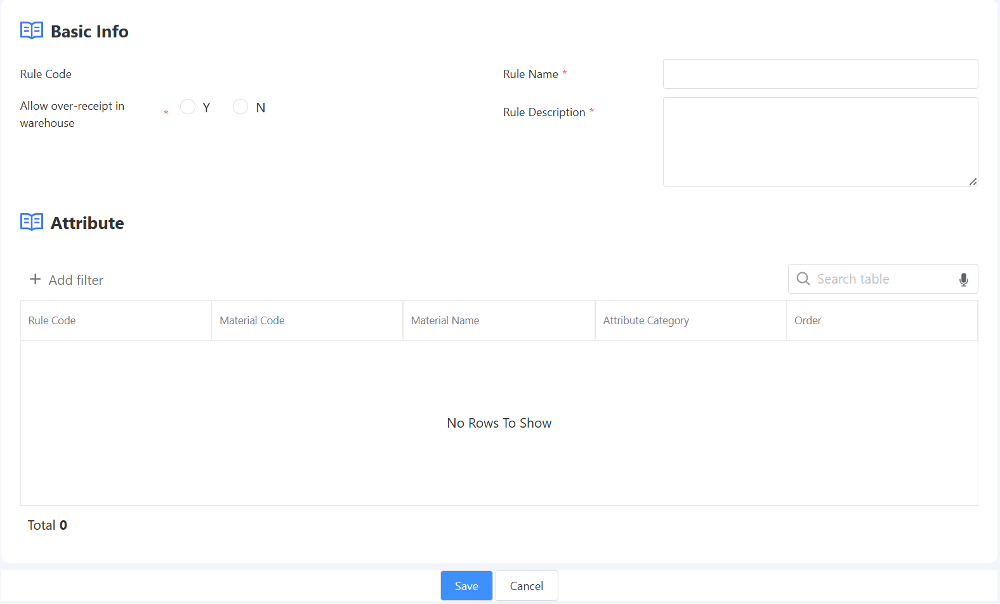 Basic Info
Rule Code
Rule Name *
Allow over-receipt in
warehouse
* Y N
Rule Description *
Attribute
+ Add filter
Search table
Rule Code Material Code Material Name Attribute Category Order
No Rows To Show
Total 0
Save Cancel